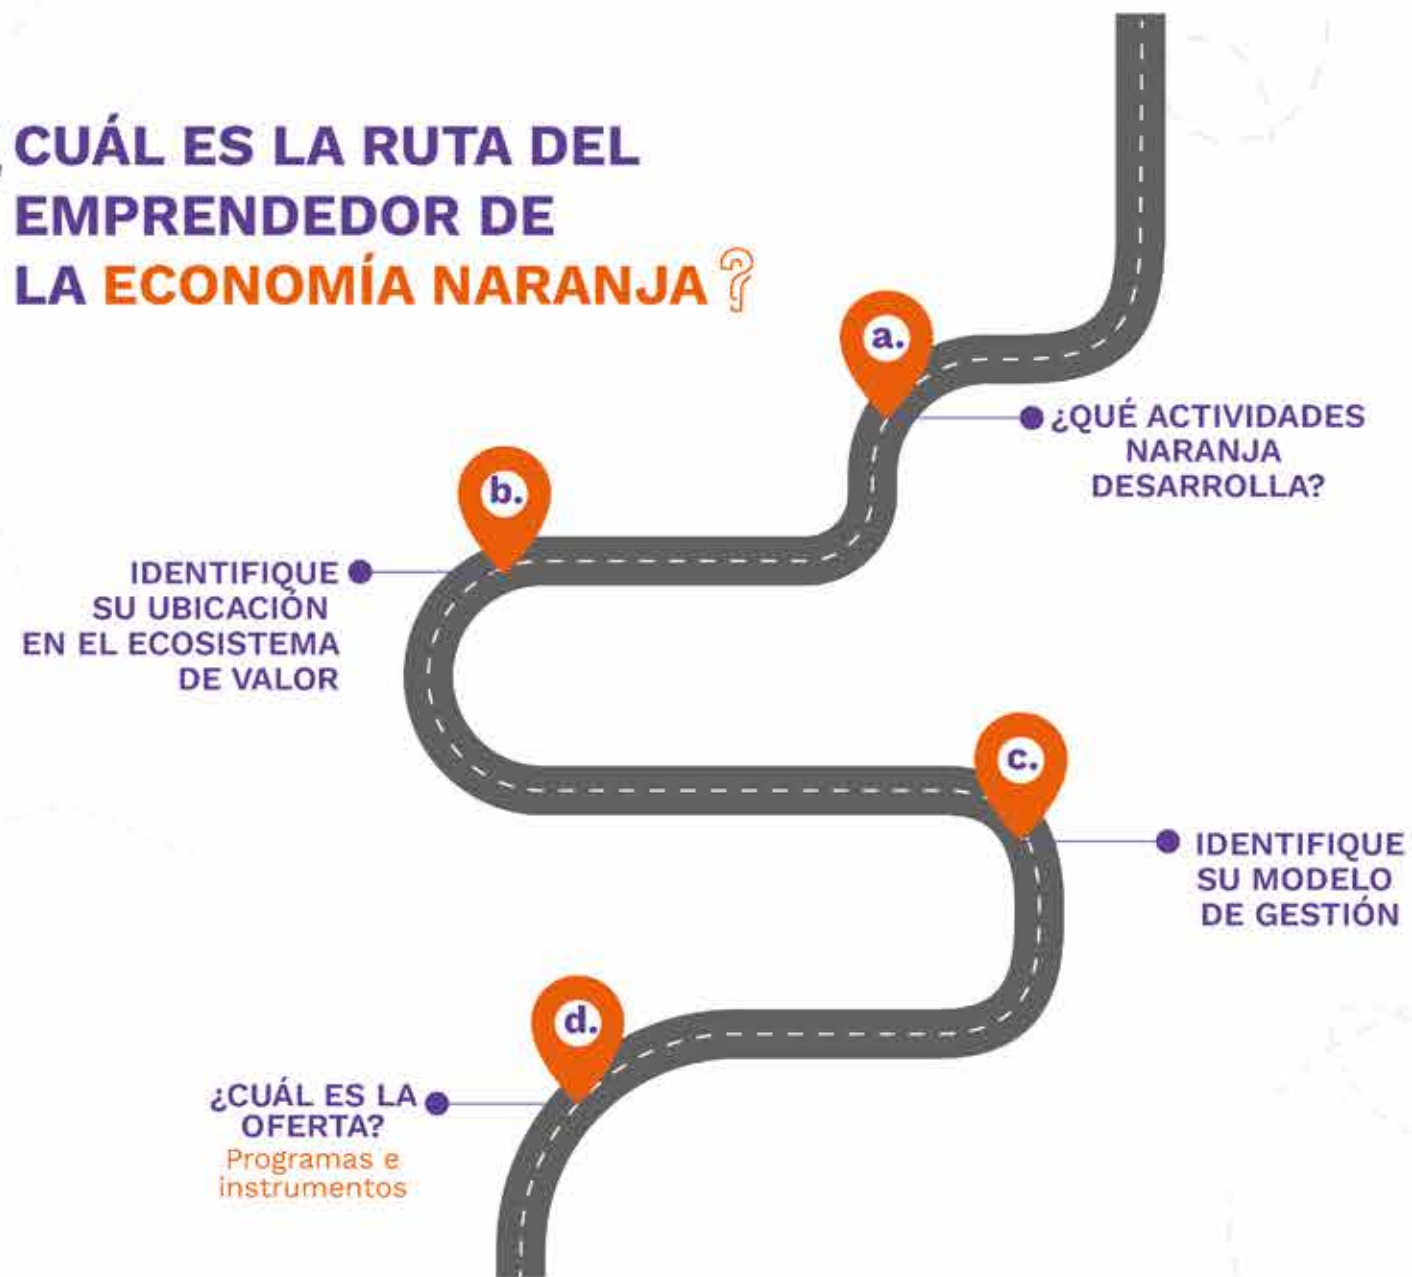 CUÁL ES LA RUTA DEL
EMPRENDEDOR DE
LA ECONOMÍA NARANJA?
a.
¿QUÉ ACTIVIDADES
NARANJA
DESARROLLA?
b.
IDENTIFIQUE
SU UBICACIÓN
EN EL ECOSISTEMA
DE VALOR
c.
IDENTIFIQUE
SU MODELO
DE GESTIÓN
d.
¿CUÁL ES LA
OFERTA?
Programas e
instrumentos